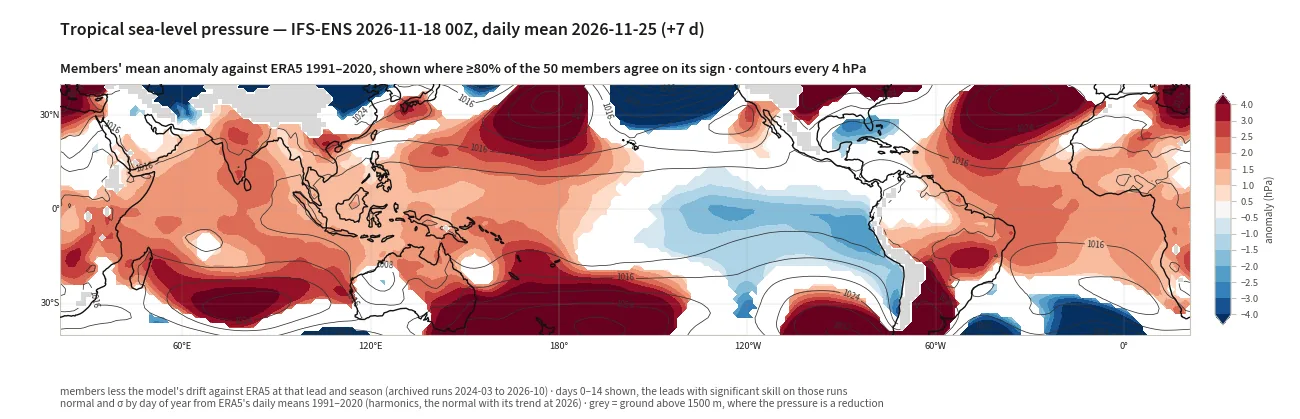 Tropical sea-level pressure — IFS-ENS 2026-11-18 00Z, daily mean 2026-11-25 (+7 d)
Members' mean anomaly against ERA5 1991–2020, shown where ≥80% of the 50 members agree on its sign · contours every 4 hPa
30°N
0°
30°S
60°E
120°E
180°
120°W
60°W
0°
1016
1016
1016
1024
1016
1016
1016
1016
1016
1008
1016
1024
1016
4.0
3.0
2.0
1.5
1.0
0.5
−0.5
−1.0
−1.5
−2.0
−3.0
−4.0
anomaly (hPa)
members less the model's drift against ERA5 at that lead and season (archived runs 2024-03 to 2026-10) · days 0–14 shown, the leads with significant skill on those runs
normal and σ by day of year from ERA5's daily means 1991–2020 (harmonics, the normal with its trend at 2026) · grey = ground above 1500 m, where the pressure is a reduction